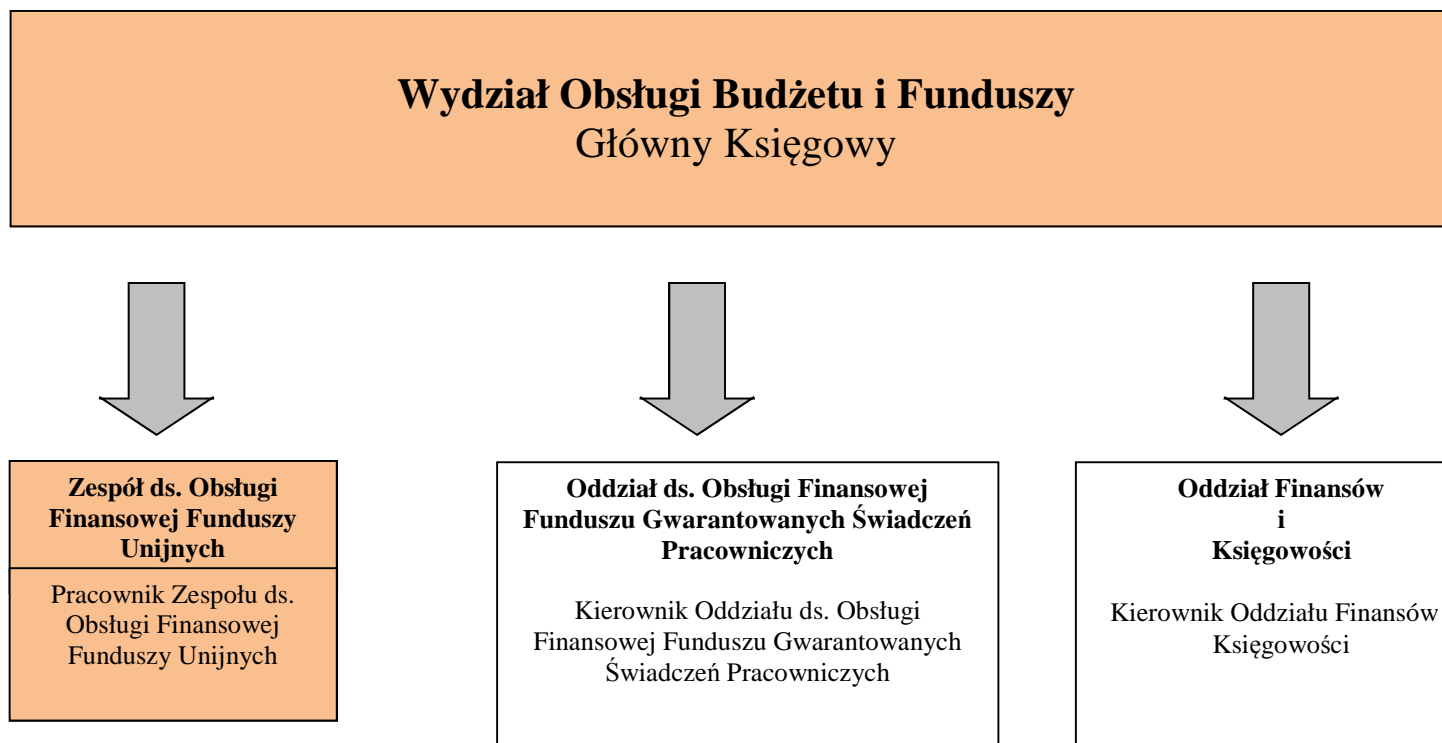 Wydział Obsługi Budżetu i Funduszy
Główny Księgowy
Zespół ds. Obsługi
Finansowej Funduszy
Unijnych
Pracownik Zespołu ds.
Obsługi Finansowej
Funduszy Unijnych
Oddział ds. Obsługi Finansowej
Funduszu Gwarantowanych Świadczeń
Pracowniczych
Kierownik Oddziału ds. Obsługi
Finansowej Funduszu Gwarantowanych
Świadczeń Pracowniczych
Oddział Finansów
i
Księgowości
Kierownik Oddziału Finansów
Księgowości